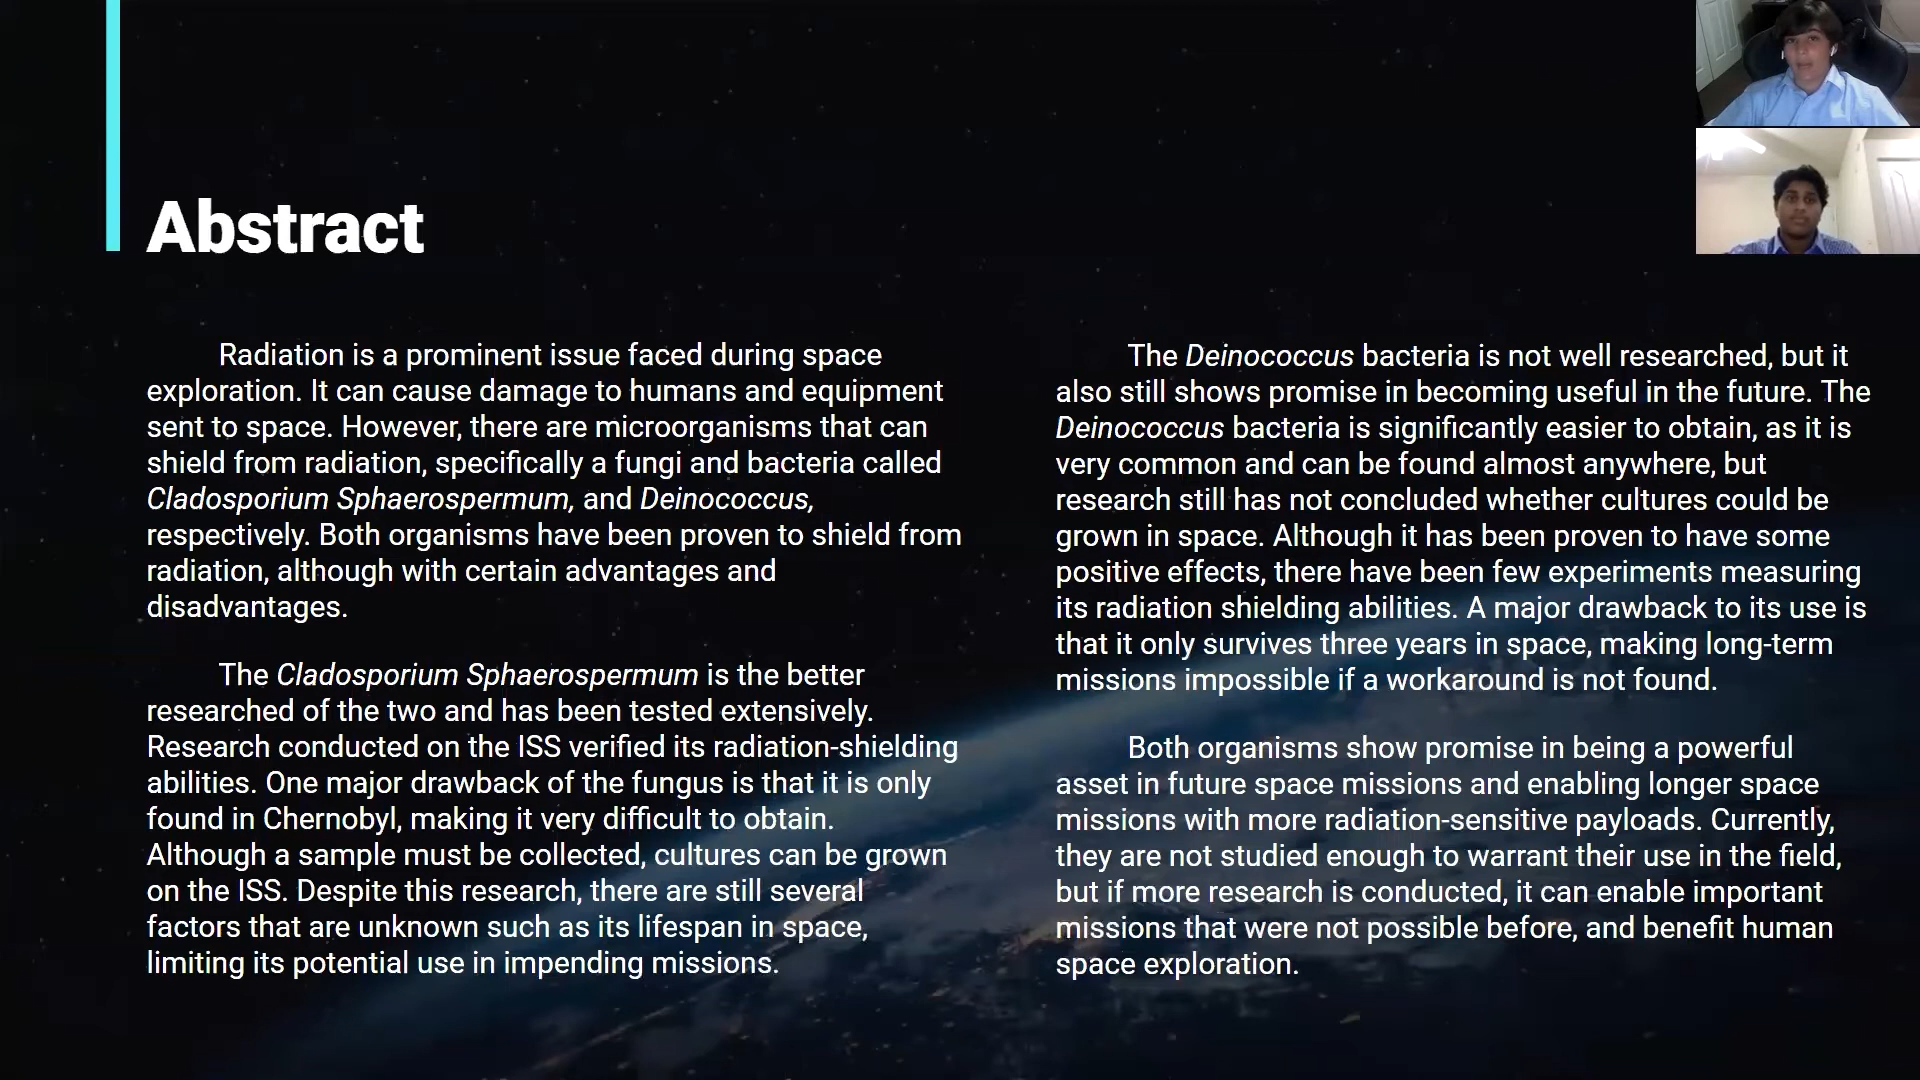 Abstract
Radiation is a prominent issue faced during space
exploration. It can cause damage to humans and equipment
sent to space. However, there are microorganisms that can
shield from radiation, specifically a fungi and bacteria called
Cladosporium Sphaerospermum, and Deinococcus,
respectively. Both organisms have been proven to shield from
radiation, although with certain advantages and
disadvantages.
The Cladosporium Sphaerospermum is the better
researched of the two and has been tested extensively.
Research conducted on the ISS verified its radiation-shielding
abilities. One major drawback of the fungus is that it is only
found in Chernobyl, making it very difficult to obtain.
Although a sample must be collected, cultures can be grown
on the ISS. Despite this research, there are still several
factors that are unknown such as its lifespan in space,
limiting its potential use in impending missions.
The Deinococcus bacteria is not well researched, but it
also still shows promise in becoming useful in the future. The
Deinococcus bacteria is significantly easier to obtain, as it is
very common and can be found almost anywhere, but
research still has not concluded whether cultures could be
grown in space. Although it has been proven to have some
positive effects, there have been few experiments measuring
its radiation shielding abilities. A major drawback to its use is
that it only survives three years in space, making long-term
missions impossible if a workaround is not found.
Both organisms show promise in being a powerful
asset in future space missions and enabling longer space
missions with more radiation-sensitive payloads. Currently,
they are not studied enough to warrant their use in the field,
but if more research is conducted, it can enable important
missions that were not possible before, and benefit human
space exploration.